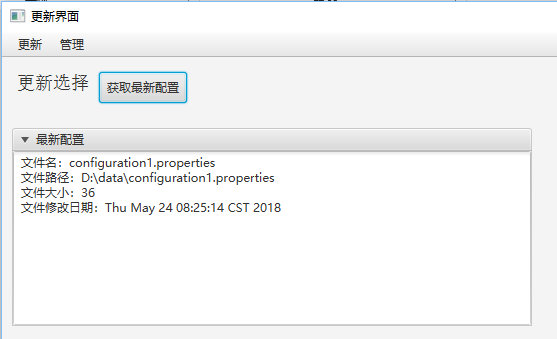 更新界面
更新 管理
更新选择 获取最新配置
最新配置
文件名：configuration1.properties
文件路径：D:\data\configuration1.properties
文件大小：36
文件修改日期：Thu May 24 08:25:14 CST 2018